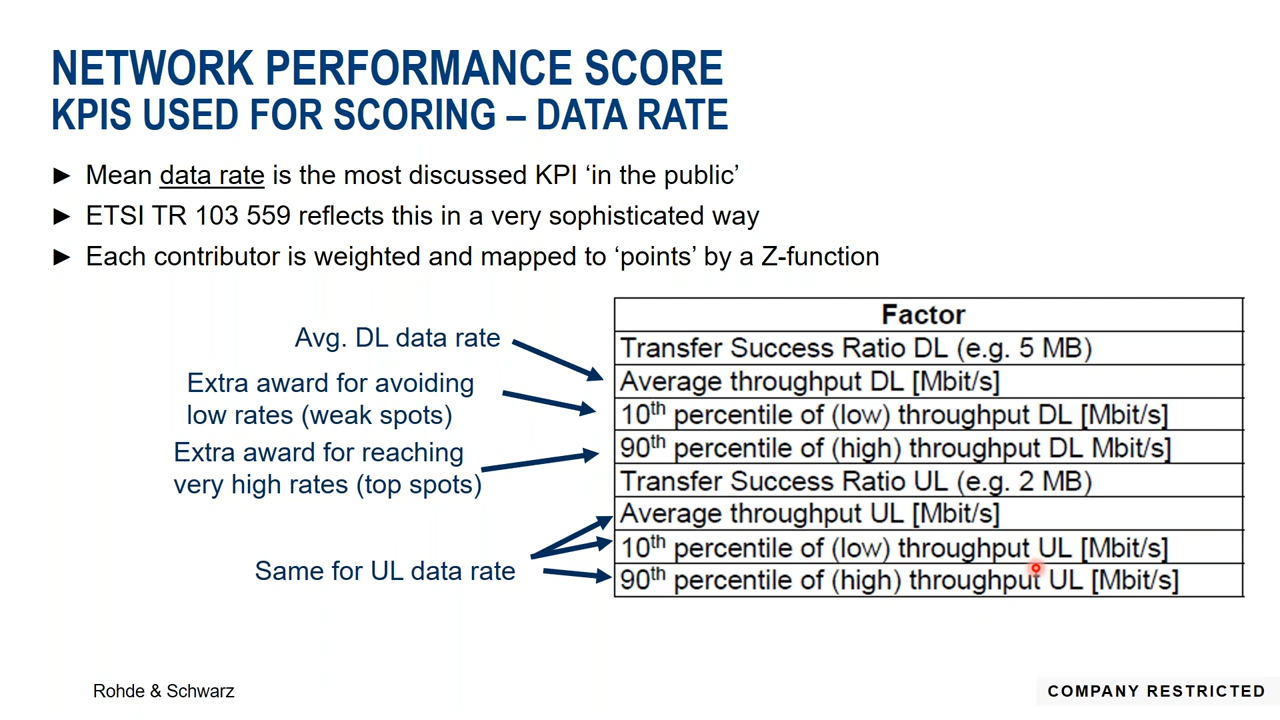 NETWORK PERFORMANCE SCORE
KPIS USED FOR SCORING – DATA RATE
► Mean data rate is the most discussed KPI ‘in the public’
► ETSI TR 103 559 reflects this in a very sophisticated way
► Each contributor is weighted and mapped to ‘points’ by a Z-function
Avg. DL data rate
Extra award for avoiding
low rates (weak spots)
Extra award for reaching
very high rates (top spots)
Same for UL data rate
Factor
Transfer Success Ratio DL (e.g. 5 MB)
Average throughput DL [Mbit/s]
10th percentile of (low) throughput DL [Mbit/s]
90th percentile of (high) throughput DL Mbit/s]
Transfer Success Ratio UL (e.g. 2 MB)
Average throughput UL [Mbit/s]
10th percentile of (low) throughput UL [Mbit/s]
90th percentile of (high) throughput UL [Mbit/s]
Rohde & Schwarz
COMPANY RESTRICTED